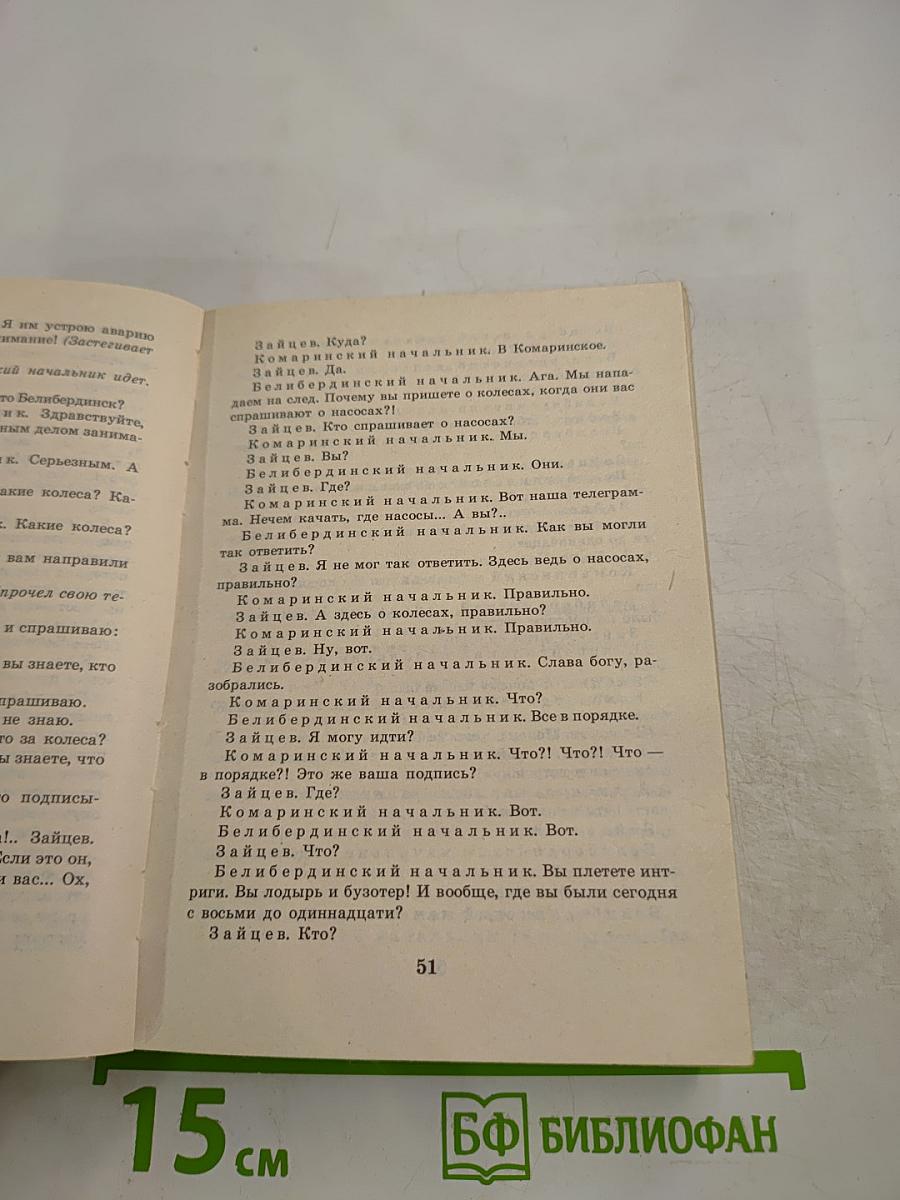 Я им устрою аварию
имание! (Застегивает
кий начальник идет.
то Белибердинск?
ик. Здравствуйте,
ным делом занима-
к. Серьезным. А
акие колеса? Ка-
к. Какие колеса?
вам направили
прочел свою те-
и спрашиваю:
вы знаете, кто
прашиваю.
не знаю.
то за колеса?
ы знаете, что
о подписы-
!.. Зайцев.
Если это он,
и вас... Ох,
Зайцев. Куда?
Комаринский начальник. В Комаринское.
Зайцев. Да.
Белибердинский начальник. Ага. Мы напа-
даем на след. Почему вы пришете о колесах, когда они вас
спрашивают о насосах?!
Зайцев. Кто спрашивает о насосах?
Комаринский начальник. Мы.
Зайцев. Вы?
Белибердинский начальник. Они.
Зайцев. Где?
Комаринский начальник. Вот наша телеграм-
ма. Нечем качать, где насосы... А вы?..
Белибердинский начальник. Как вы могли
так ответить?
Зайцев. Я не мог так ответить. Здесь ведь о насосах,
правильно?
Комаринский начальник. Правильно.
Зайцев. А здесь о колесах, правильно?
Комаринский начальник. Правильно.
Зайцев. Ну, вот.
Белибердинский начальник. Слава богу, ра-
зобрались.
Комаринский начальник. Что?
Белибердинский начальник. Все в порядке.
Зайцев. Я могу идти?
Комаринский начальник. Что?! Что?! Что —
в порядке?! Это же ваша подпись?
Зайцев. Где?
Комаринский начальник. Вот.
Белибердинский начальник. Вот.
Зайцев. Что?
Белибердинский начальник. Вы плетете инт-
риги. Вы лодырь и бузотер! И вообще, где вы были сегодня
с восьми до одиннадцати?
Зайцев. Кто?
51
15 см
БФ БИБЛИОФАН